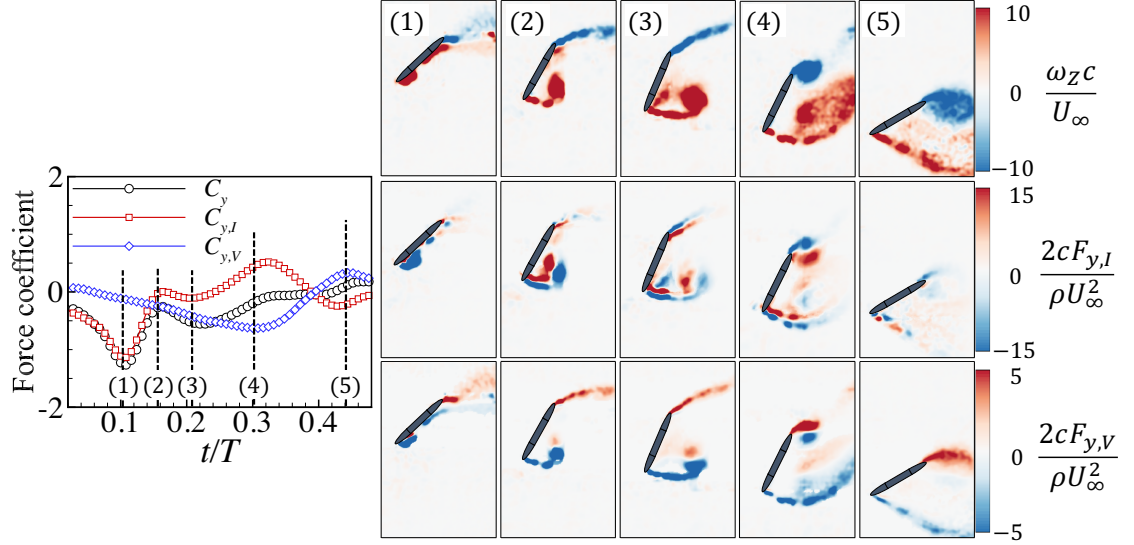 (1) (2) (3) (4) (5)
10
0
−10
ω_Z c
U_∞
2
0
-2
Force coefficient
C_y
C_{y,I}
C_{y,V}
(1) (2) (3) (4) (5)
0.1 0.2 0.3 0.4
t/T
15
0
−15
2cF_{y,I}
ρU_∞^2
5
0
−5
2cF_{y,V}
ρU_∞^2